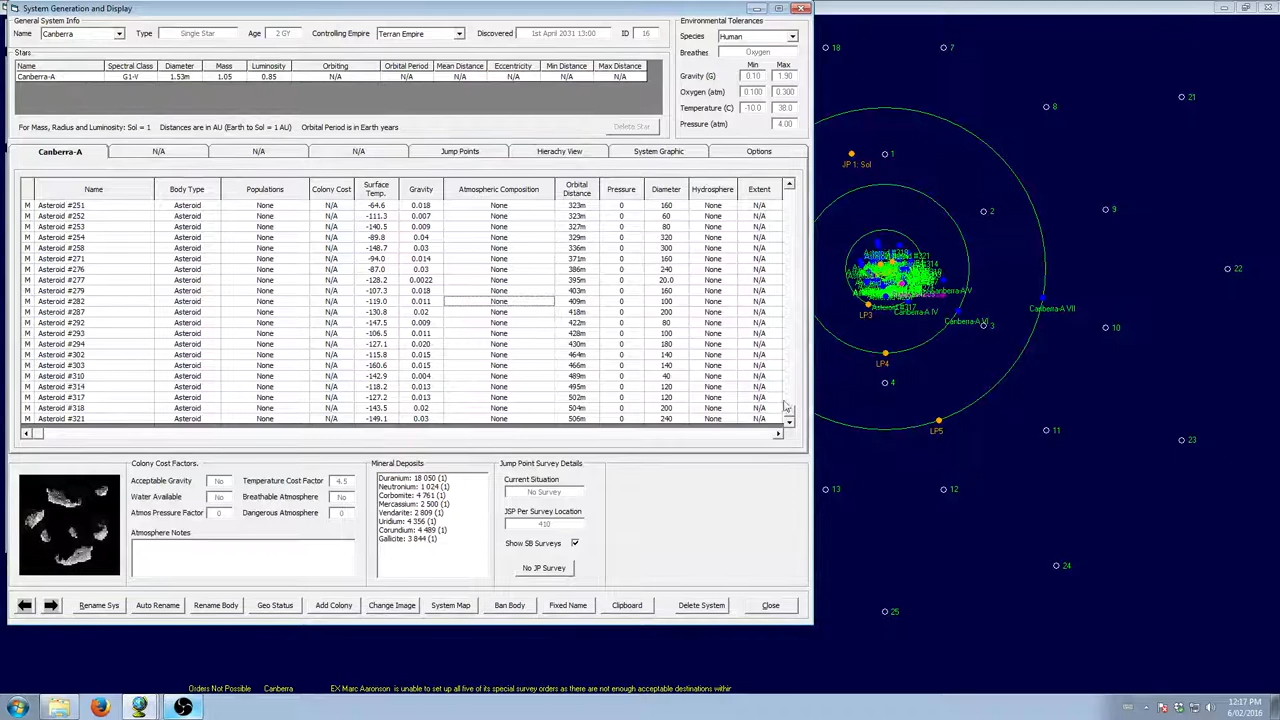 System Generation and Display
General System Info
Name Canberra Type Single Star Age 2 GY Controlling Empire Terran Empire Discovered 1st April 2031 13:00 ID 16
Environmental Tolerances
Species Human
Breathes Oxygen
Min Max
Gravity (G) 0.10 1.90
Oxygen (atm) 0.100 0.300
Temperature (C) -10.0 38.0
Pressure (atm) 4.00
Stars
Name Spectral Class Diameter Mass Luminosity Orbiting Orbital Period Mean Distance Eccentricity Min Distance Max Distance
Canberra-A G1-V 1.53m 1.05 0.85 N/A N/A N/A N/A N/A N/A
For Mass, Radius and Luminosity: Sol = 1 Distances are in AU (Earth to Sol = 1 AU) Orbital Period is in Earth years Delete Star
Canberra-A N/A N/A N/A Jump Points Hierachy View System Graphic Options
Name Body Type Populations Colony Cost Surface Temp. Gravity Atmospheric Composition Orbital Distance Pressure Diameter Hydrosphere Extent
M Asteroid #251 Asteroid None N/A -64.6 0.018 None 323m 0 160 None N/A
M Asteroid #252 Asteroid None N/A -111.3 0.007 None 323m 0 60 None N/A
M Asteroid #253 Asteroid None N/A -140.5 0.009 None 327m 0 80 None N/A
M Asteroid #254 Asteroid None N/A -89.8 0.04 None 329m 0 320 None N/A
M Asteroid #258 Asteroid None N/A -148.7 0.03 None 336m 0 300 None N/A
M Asteroid #271 Asteroid None N/A -94.0 0.014 None 371m 0 160 None N/A
M Asteroid #276 Asteroid None N/A -87.0 0.03 None 386m 0 240 None N/A
M Asteroid #277 Asteroid None N/A -128.2 0.0022 None 395m 0 20.0 None N/A
M Asteroid #279 Asteroid None N/A -107.3 0.018 None 403m 0 160 None N/A
M Asteroid #282 Asteroid None N/A -119.0 0.011 None 409m 0 100 None N/A
M Asteroid #287 Asteroid None N/A -130.8 0.02 None 418m 0 200 None N/A
M Asteroid #292 Asteroid None N/A -147.5 0.009 None 422m 0 80 None N/A
M Asteroid #293 Asteroid None N/A -106.5 0.011 None 428m 0 100 None N/A
M Asteroid #294 Asteroid None N/A -127.1 0.020 None 430m 0 180 None N/A
M Asteroid #302 Asteroid None N/A -115.8 0.015 None 464m 0 140 None N/A
M Asteroid #303 Asteroid None N/A -160.6 0.015 None 466m 0 140 None N/A
M Asteroid #310 Asteroid None N/A -142.9 0.004 None 489m 0 40 None N/A
M Asteroid #314 Asteroid None N/A -118.2 0.013 None 495m 0 120 None N/A
M Asteroid #317 Asteroid None N/A -127.2 0.013 None 502m 0 120 None N/A
M Asteroid #318 Asteroid None N/A -143.5 0.02 None 504m 0 200 None N/A
M Asteroid #321 Asteroid None N/A -149.1 0.03 None 506m 0 240 None N/A
Colony Cost Factors.
Acceptable Gravity No Temperature Cost Factor 4.5
Water Available No Breathable Atmosphere No
Atmos Pressure Factor 0 Dangerous Atmosphere 0
Atmosphere Notes
Mineral Deposits
Duranium: 18 050 (1)
Neutronium: 1 024 (1)
Corbomite: 4 761 (1)
Mercassium: 2 500 (1)
Vendarite: 2 809 (1)
Uridium: 4 356 (1)
Corundium: 4 489 (1)
Gallicite: 3 844 (1)
Jump Point Survey Details
Current Situation
No Survey
JSP Per Survey Location
410
Show SB Surveys
No JP Survey
Rename Sys Auto Rename Rename Body Geo Status Add Colony Change Image System Map Ban Body Fixed Name Clipboard Delete System Close
18
7
21
8
JP 1: Sol
1
2
9
22
LP3
Canberra-A IV
Canberra-A V
Canberra-A VI
3
Canberra-A VII
10
LP4
4
LP5
11
23
13
12
24
25
Orders Not Possible Canberra EX Marc Aaronson is unable to set up all five of its special survey orders as there are not enough acceptable destinations withir
12:17 PM
6/02/2016